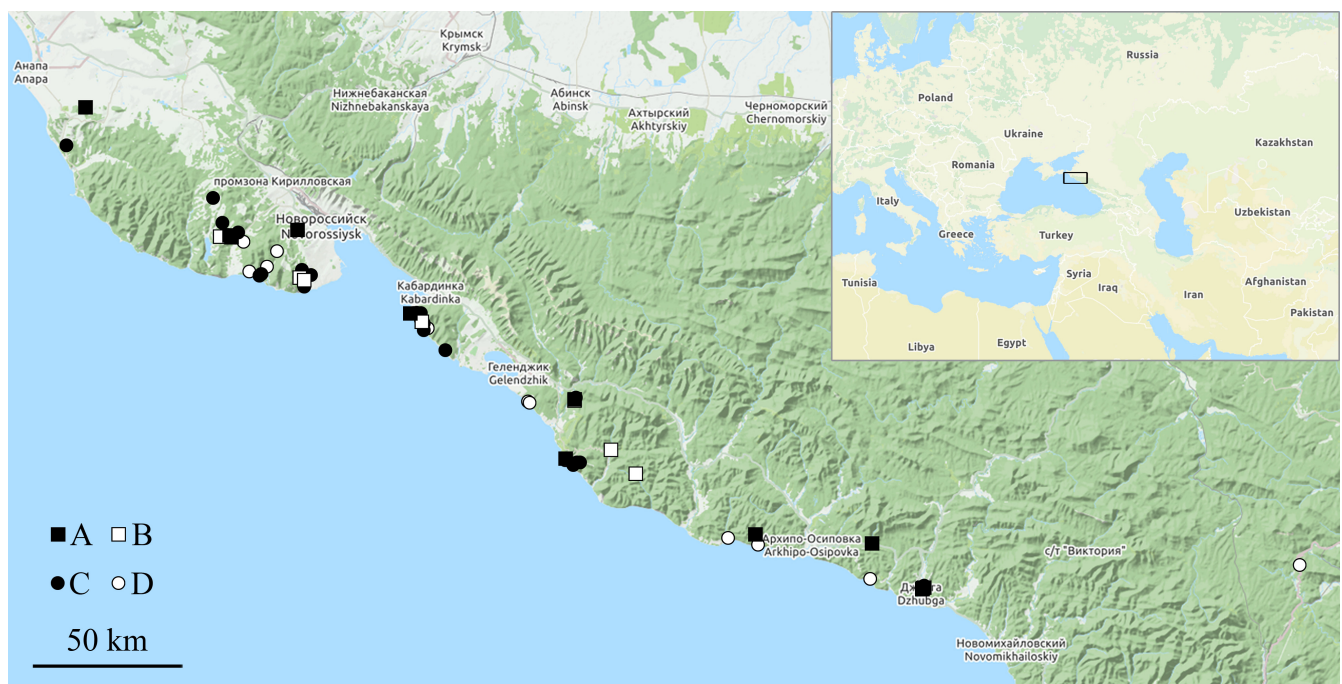 Крымск
Krymsk
Анапа
Anapa
Нижнебаканская
Nizhnebakanskaya
Абинск
Abinsk
Ахтырский
Akhtyrskiy
Черноморский
Chernomorskiy
промзона Кирилловская
Новороссийск
Novorossiysk
Кабардинка
Kabardinka
Геленджик
Gelendzhik
Архипо-Осиповка
Arkhipo-Osipovka
с/т "Виктория"
Dzhubga
Новомихайловский
Novomikhailoskiy
Russia
Poland
Ukraine
Kazakhstan
Romania
Italy
Uzbekistan
Greece
Turkey
Tunisia
Syria
Iraq
Iran
Afghanistan
Pakistan
Libya
Egypt
A B
C D
50 km